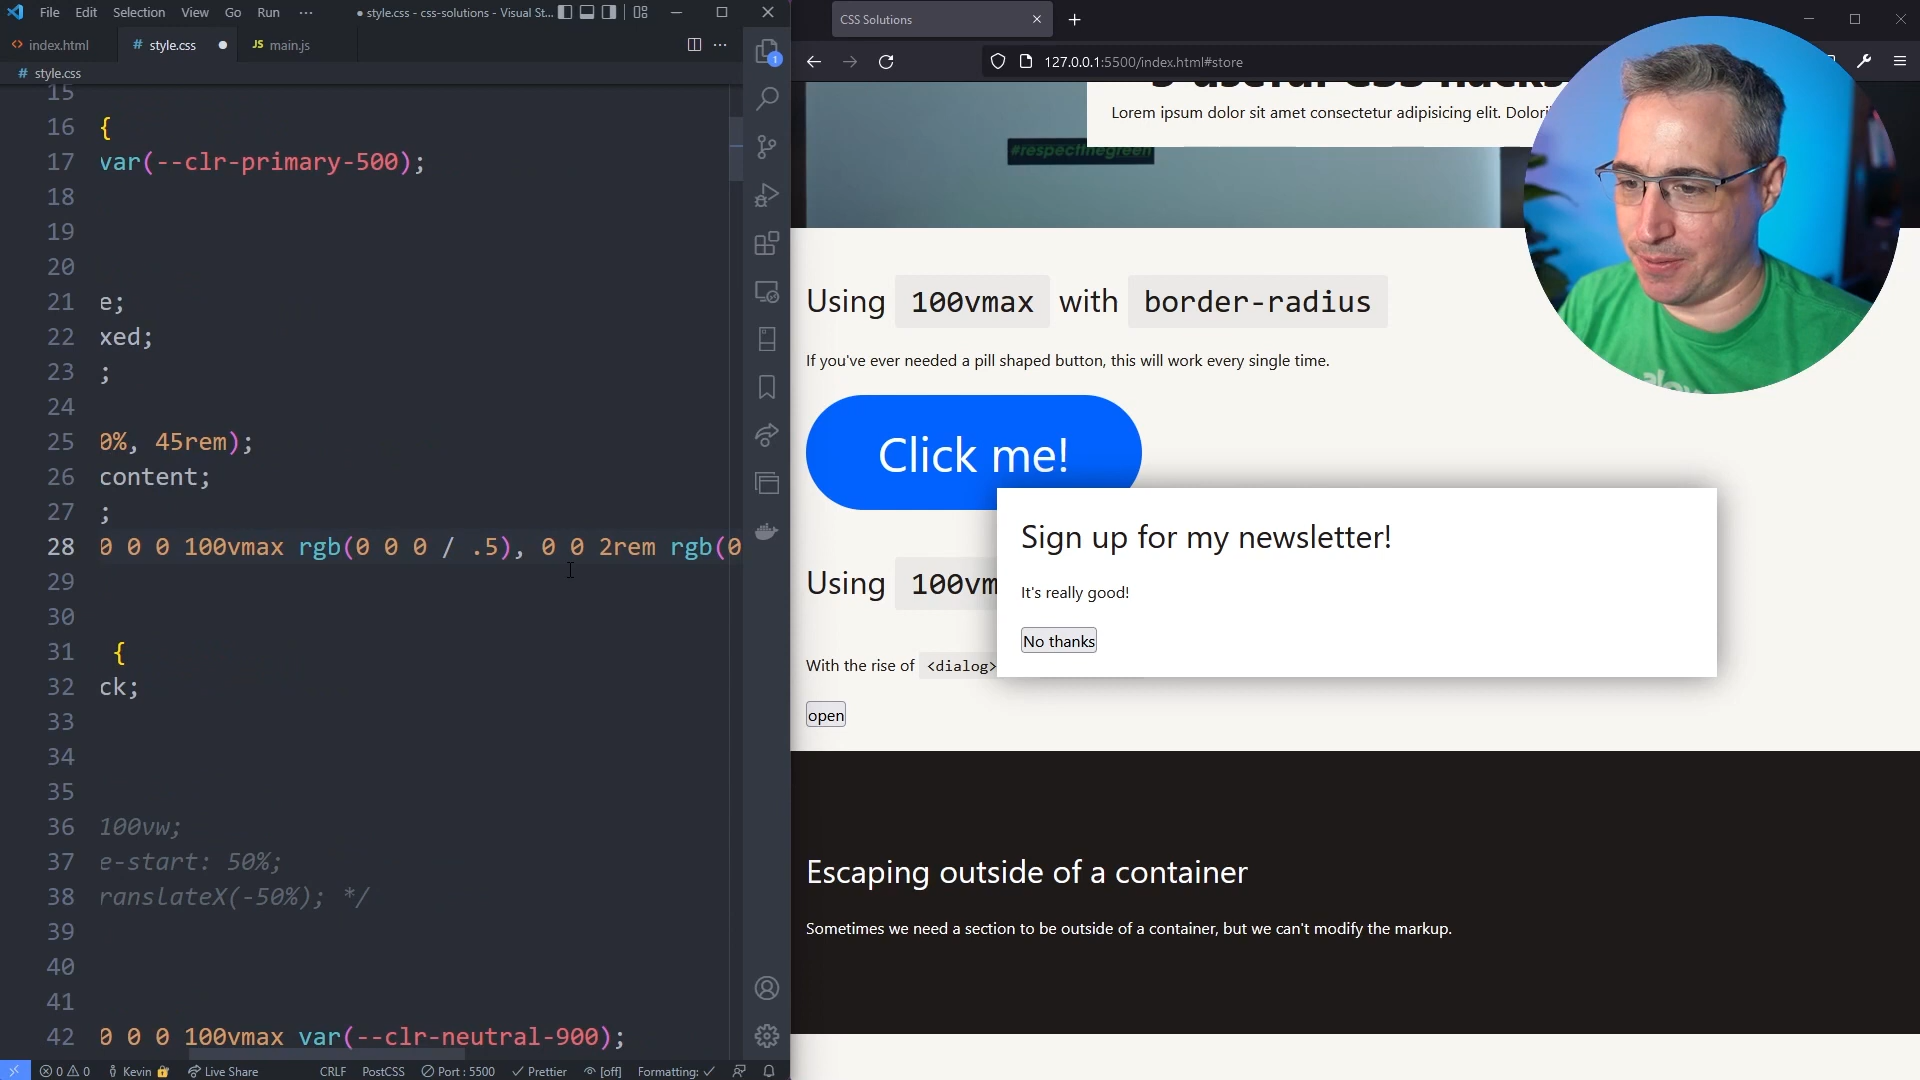 File Edit Selection View Go Run ··· ● style.css - css-solutions - Visual St...
index.html # style.css ● JS main.js
# style.css
15
16 {
17 var(--clr-primary-500);
18
19
20
21 e;
22 xed;
23 ;
24
25 0%, 45rem);
26 content;
27 ;
28 0 0 0 100vmax rgb(0 0 0 / .5), 0 0 2rem rgb(0
29
30
31 {
32 ck;
33
34
35
36 100vw;
37 e-start: 50%;
38 ranslateX(-50%); */
39
40
41
42 0 0 0 100vmax var(--clr-neutral-900);
1
0 0 Kevin Live Share CRLF PostCSS Port : 5500 Prettier [off] Formatting:
CSS Solutions
127.0.0.1:5500/index.html#store
Lorem ipsum dolor sit amet consectetur adipisicing elit. Dolori
#respectthegreen
Using 100vmax with border-radius
If you've ever needed a pill shaped button, this will work every single time.
Click me!
Sign up for my newsletter!
Using 100vm
It's really good!
No thanks
With the rise of <dialog>
open
Escaping outside of a container
Sometimes we need a section to be outside of a container, but we can't modify the markup.